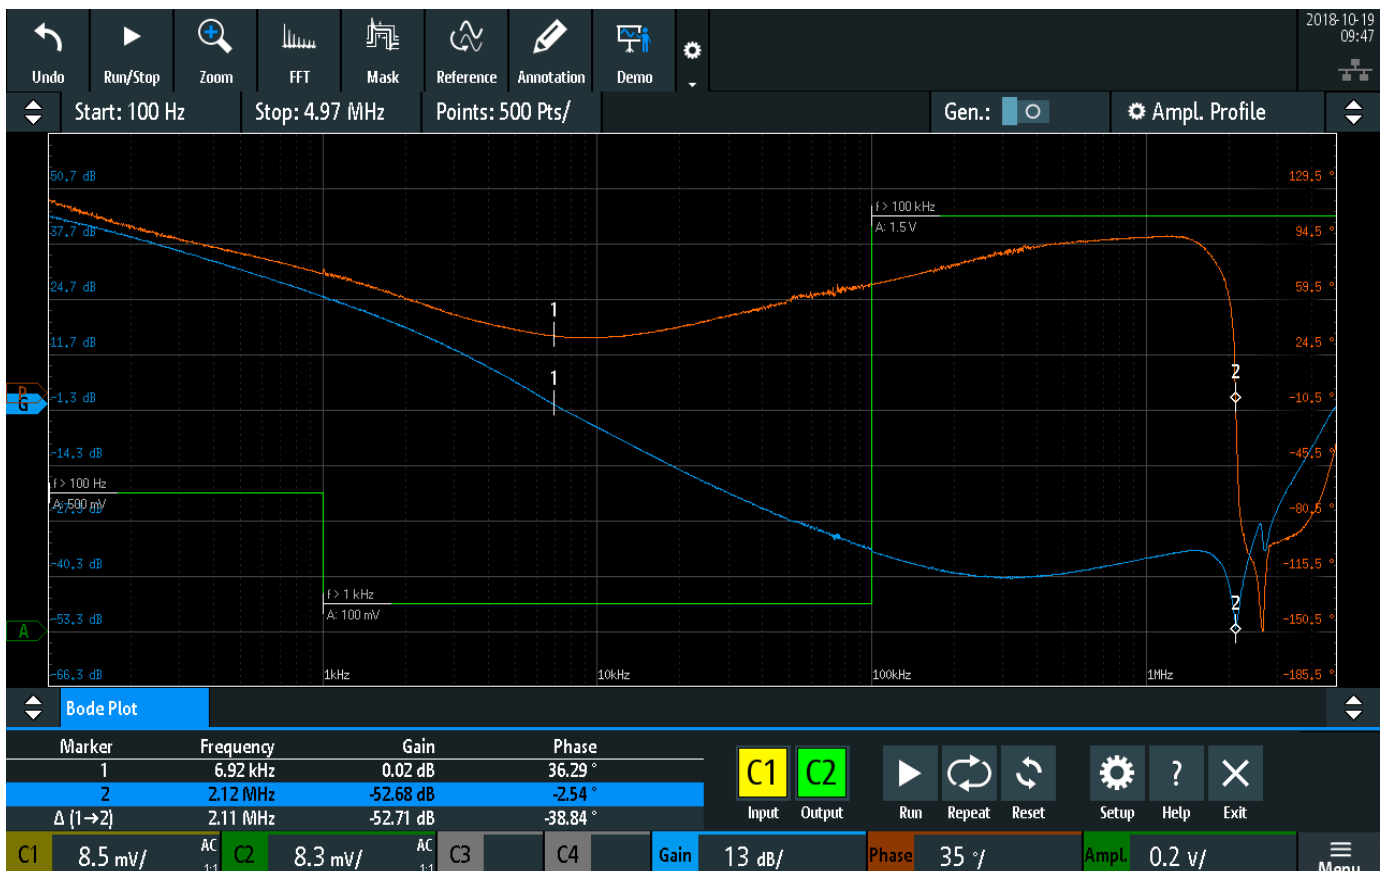 2018-10-19
09:47
Undo Run/Stop Zoom FFT Mask Reference Annotation Demo
Start: 100 Hz Stop: 4.97 MHz Points: 500 Pts/ Gen.: Ampl. Profile
50.7 dB 129.5 °
f> 100 kHz
A: 1.5 V
37.7 dB 94.5 °
24.7 dB 59.5 °
1
11.7 dB 24.5 °
1 2
G -1.3 dB -10.5 °
-14.3 dB -45.5 °
f> 100 Hz
A: 500 mV
-27.3 dB -80.5 °
-40.3 dB -115.5 °
f> 1 kHz
A: 100 mV
2
A -53.3 dB -150.5 °
-66.3 dB 1kHz 10kHz 100kHz 1MHz -185.5 °
Bode Plot
Marker Frequency Gain Phase
1 6.92 kHz 0.02 dB 36.29 °
2 2.12 MHz -52.68 dB -2.54 °
Δ (1→2) 2.11 MHz -52.71 dB -38.84 °
C1 C2 ?
Input Output Run Repeat Reset Setup Help Exit
C1 8.5 mV/ AC 1:1 C2 8.3 mV/ AC 1:1 C3 C4 Gain 13 dB/ Phase 35 °/ Ampl. 0.2 V/ Menu